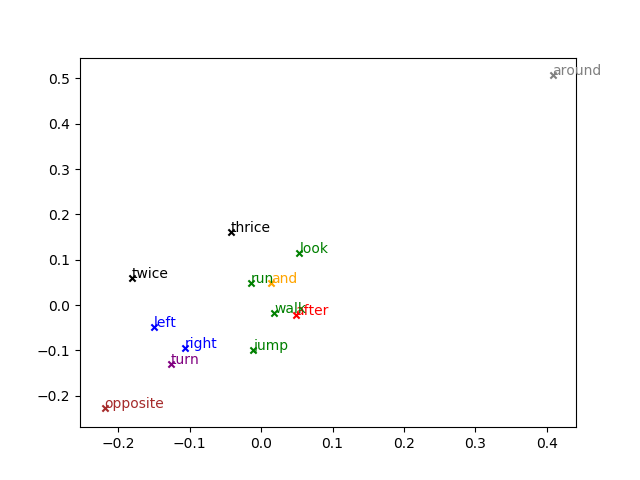 around
0.5
0.4
0.3
0.2
thrice
look
0.1
twice
run
and
0.0
walk
after
left
right
jump
−0.1
turn
opposite
−0.2
−0.2 −0.1 0.0 0.1 0.2 0.3 0.4